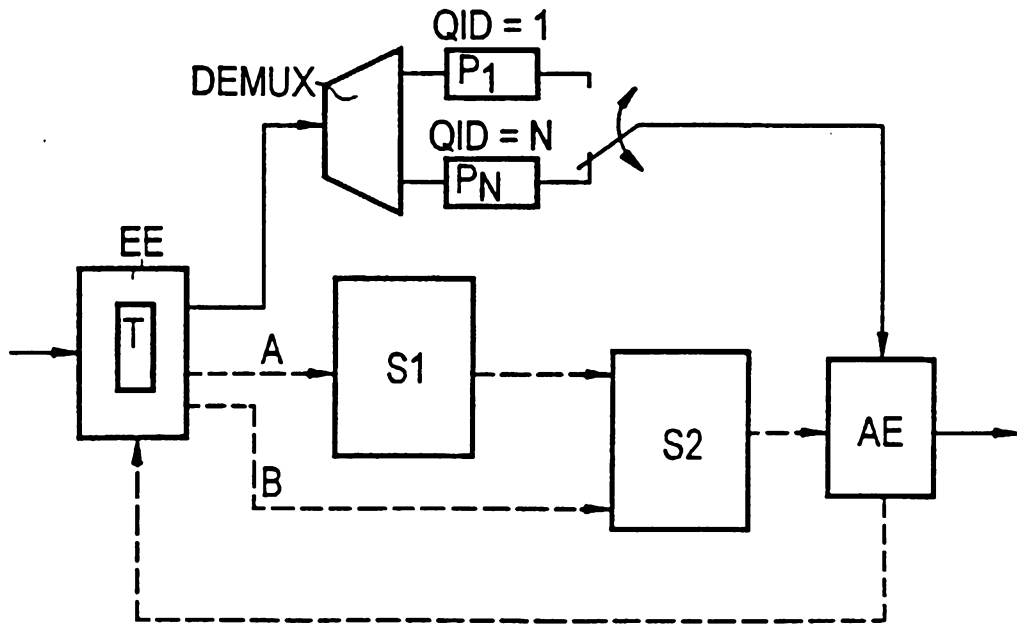 QID = 1
P1
DEMUX
QID = N
PN
EE
T
A
S1
S2
AE
B